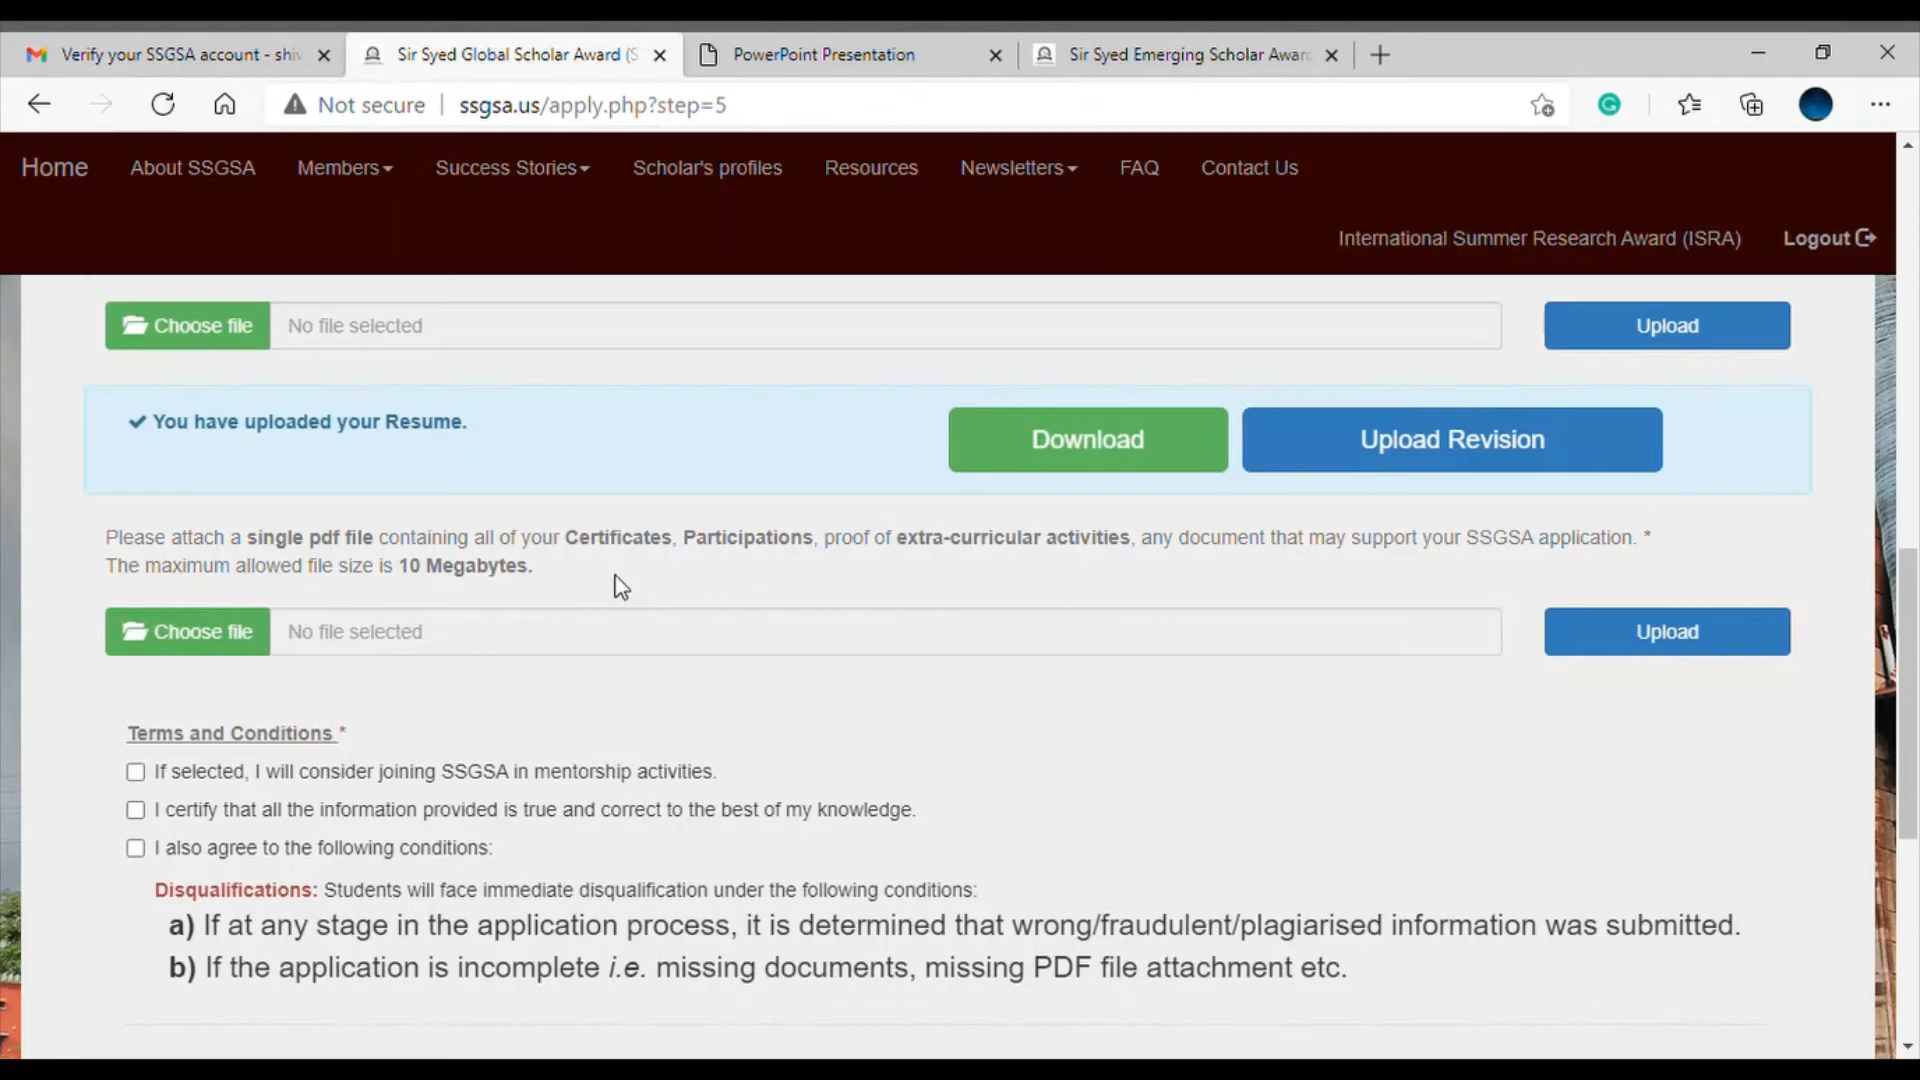 Verify your SSGSA account - shiv
Sir Syed Global Scholar Award (S
PowerPoint Presentation
Sir Syed Emerging Scholar Awar
Not secure
ssgsa.us/apply.php?step=5
Home
About SSGSA
Members
Success Stories
Scholar's profiles
Resources
Newsletters
FAQ
Contact Us
International Summer Research Award (ISRA)
Logout
Choose file
No file selected
Upload
You have uploaded your Resume.
Download
Upload Revision
Please attach a single pdf file containing all of your Certificates, Participations, proof of extra-curricular activities, any document that may support your SSGSA application. *
The maximum allowed file size is 10 Megabytes.
Choose file
No file selected
Upload
Terms and Conditions *
If selected, I will consider joining SSGSA in mentorship activities.
I certify that all the information provided is true and correct to the best of my knowledge.
I also agree to the following conditions:
Disqualifications: Students will face immediate disqualification under the following conditions:
a) If at any stage in the application process, it is determined that wrong/fraudulent/plagiarised information was submitted.
b) If the application is incomplete i.e. missing documents, missing PDF file attachment etc.